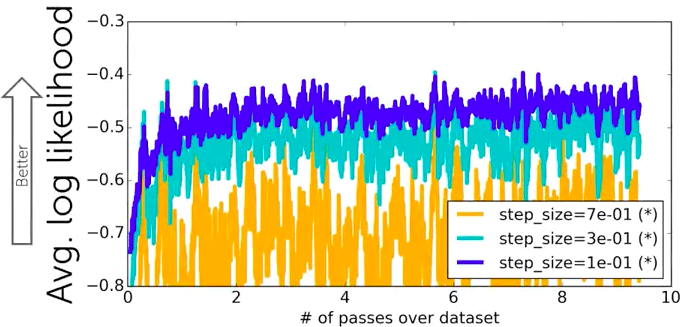 Better
Avg. log likelihood
−0.3
−0.4
−0.5
−0.6
−0.7
−0.8
step_size=7e-01 (*)
step_size=3e-01 (*)
step_size=1e-01 (*)
0 2 4 6 8 10
# of passes over dataset